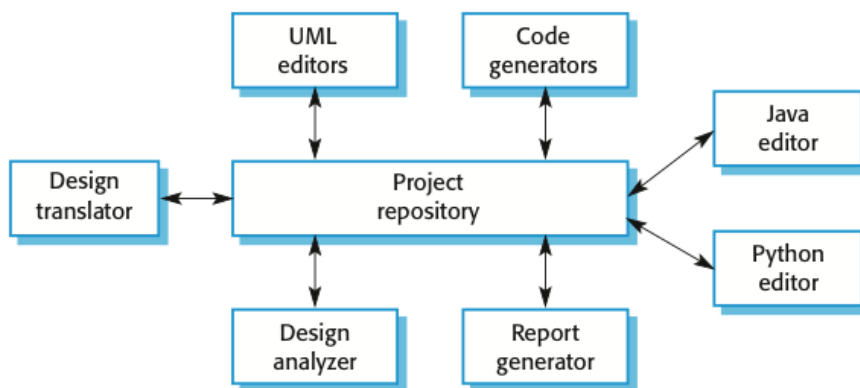 UML
editors
Code
generators
Java
editor
Design
translator
Project
repository
Python
editor
Design
analyzer
Report
generator